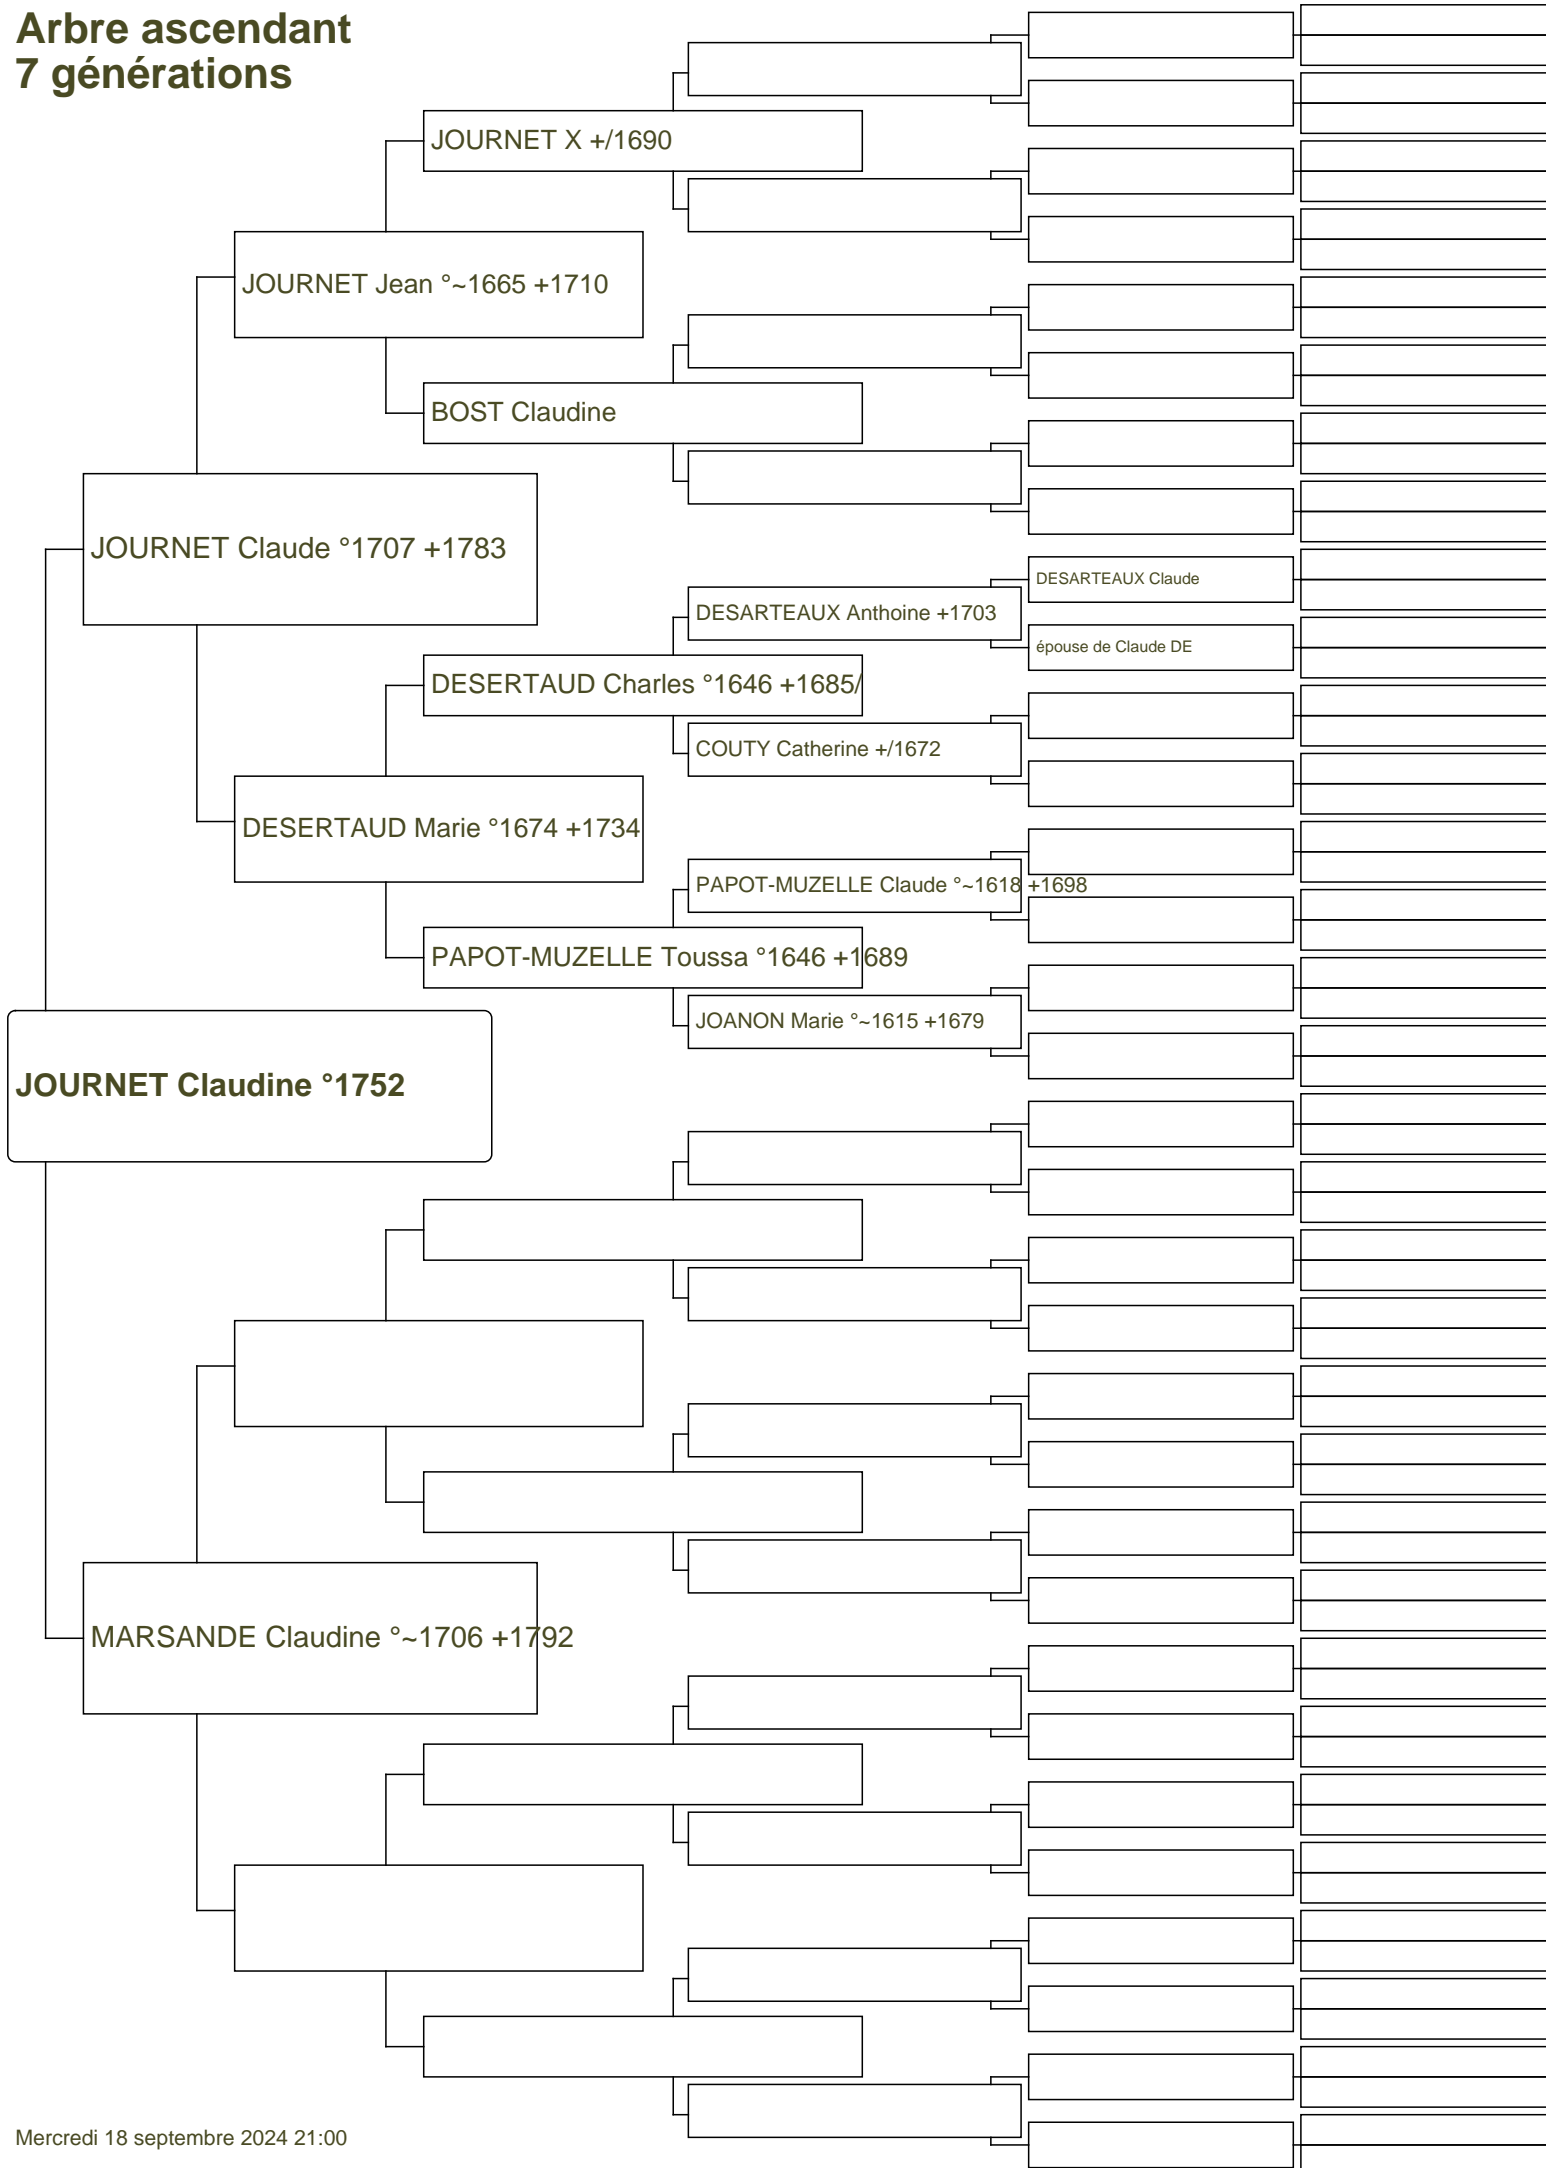 Arbre ascendant
7 générations
JOURNET X +/1690
JOURNET Jean °~1665 +1710
BOST Claudine
JOURNET Claude °1707 +1783
DESARTEAUX Claude
DESARTEAUX Anthoine +1703
épouse de Claude DE
DESERTAUD Charles °1646 +1685/
COUTY Catherine +/1672
DESERTAUD Marie °1674 +1734
PAPOT-MUZELLE Claude °~1618 +1698
PAPOT-MUZELLE Toussa °1646 +1689
JOANON Marie °~1615 +1679
JOURNET Claudine °1752
MARSANDE Claudine °~1706 +1792
Mercredi 18 septembre 2024 21:00